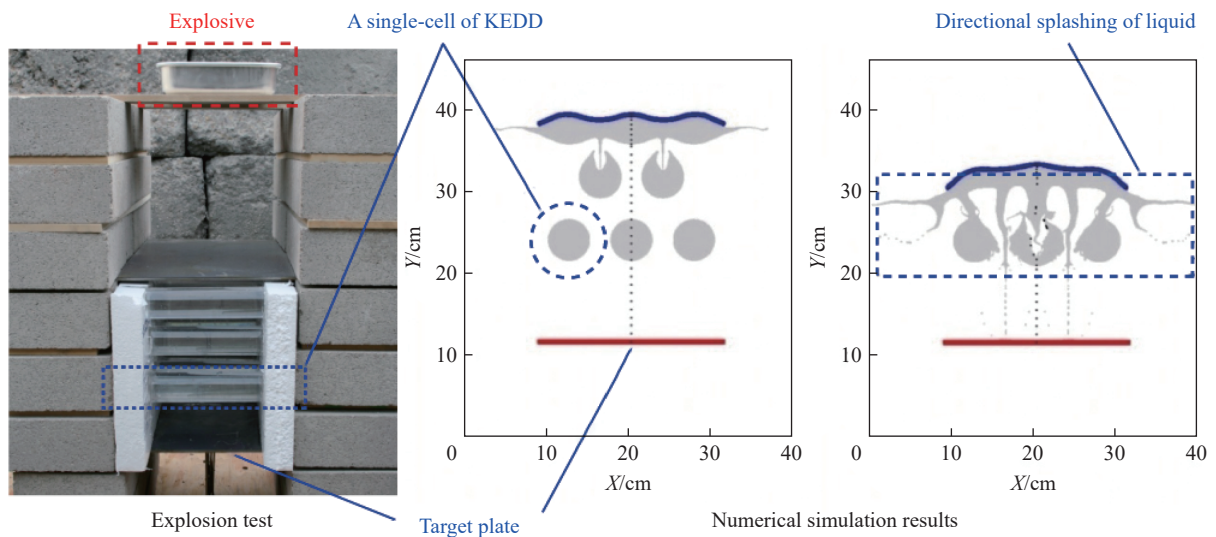 Explosive
A single-cell of KEDD
Directional splashing of liquid
Y/cm
40
30
20
10
0
10
20
30
40
X/cm
Y/cm
40
30
20
10
0
10
20
30
40
X/cm
Explosion test
Target plate
Numerical simulation results